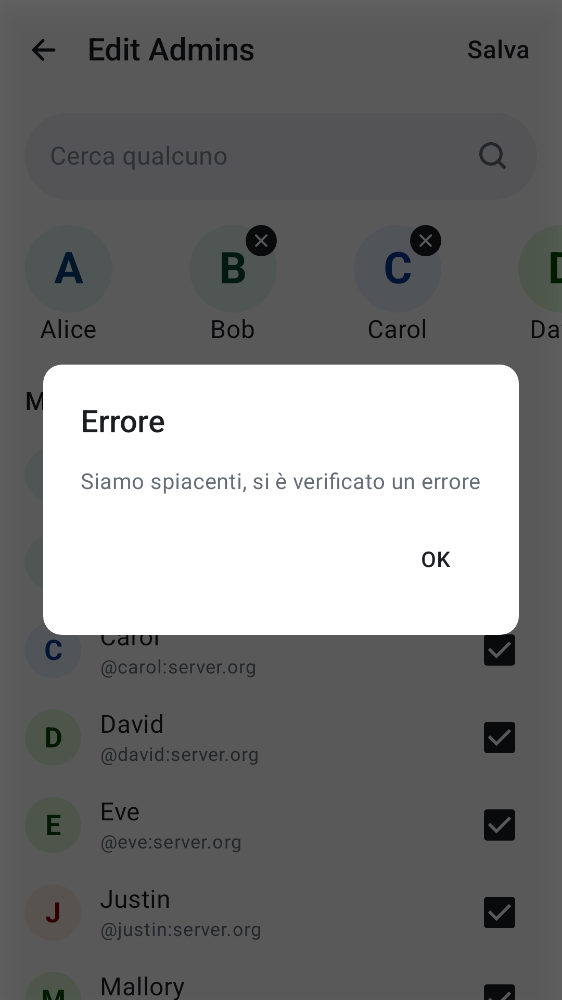 Edit Admins
Salva
Cerca qualcuno
A
B
C
Alice
Bob
Carol
Da
M
Errore
Siamo spiacenti, si è verificato un errore
OK
C
Carol
@carol:server.org
D
David
@david:server.org
E
Eve
@eve:server.org
J
Justin
@justin:server.org
M
Mallory